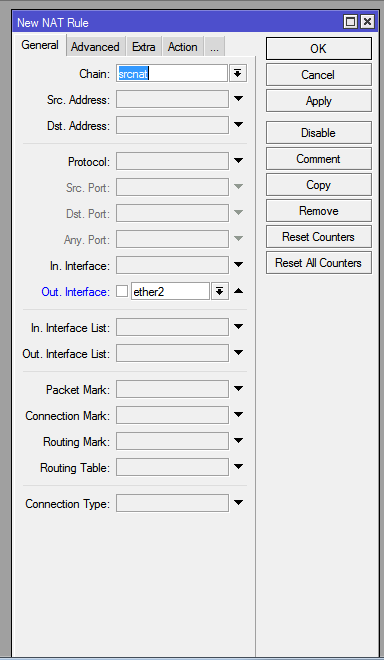 New NAT Rule
General Advanced Extra Action ...
Chain: srcnat
Src. Address:
Dst. Address:
Protocol:
Src. Port:
Dst. Port:
Any. Port:
In. Interface:
Out. Interface: ether2
In. Interface List:
Out. Interface List:
Packet Mark:
Connection Mark:
Routing Mark:
Routing Table:
Connection Type:
OK
Cancel
Apply
Disable
Comment
Copy
Remove
Reset Counters
Reset All Counters